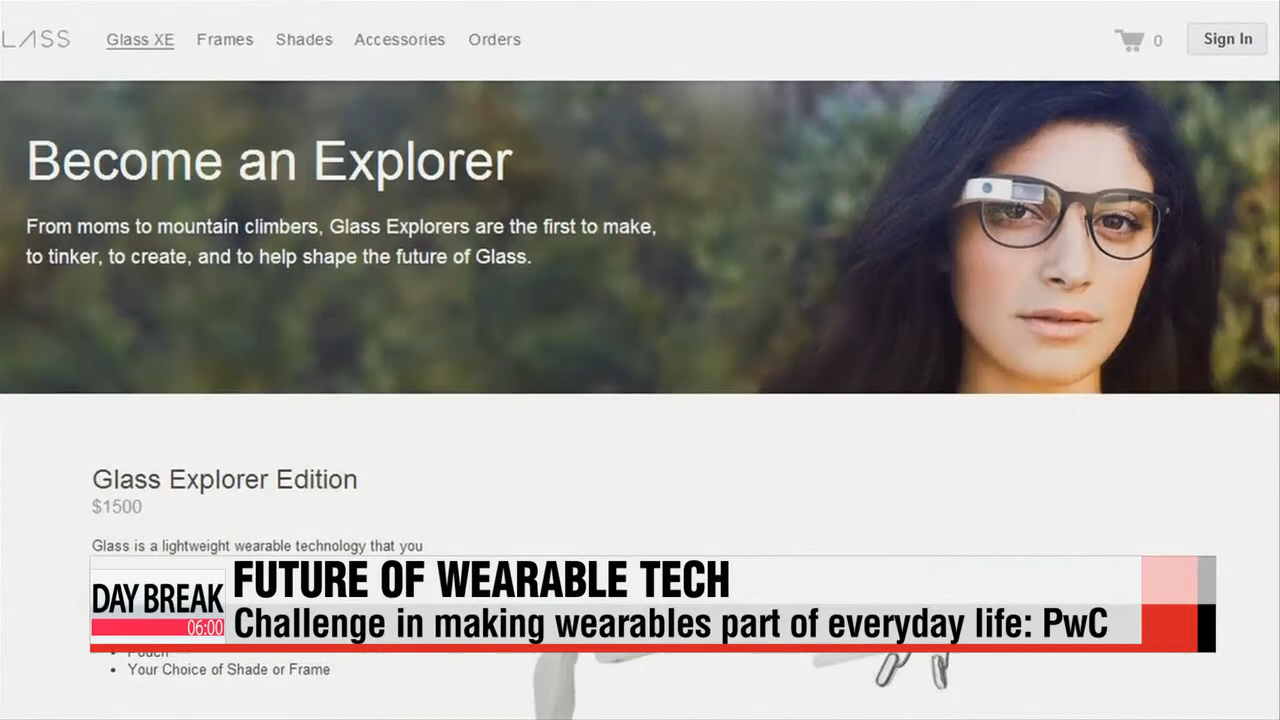 LASS
Glass XE Frames Shades Accessories Orders
0
Sign In
Become an Explorer
From moms to mountain climbers, Glass Explorers are the first to make,
to tinker, to create, and to help shape the future of Glass.
Glass Explorer Edition
$1500
Glass is a lightweight wearable technology that you
DAY BREAK
06:00
FUTURE OF WEARABLE TECH
Challenge in making wearables part of everyday life: PwC
Pouch
Your Choice of Shade or Frame